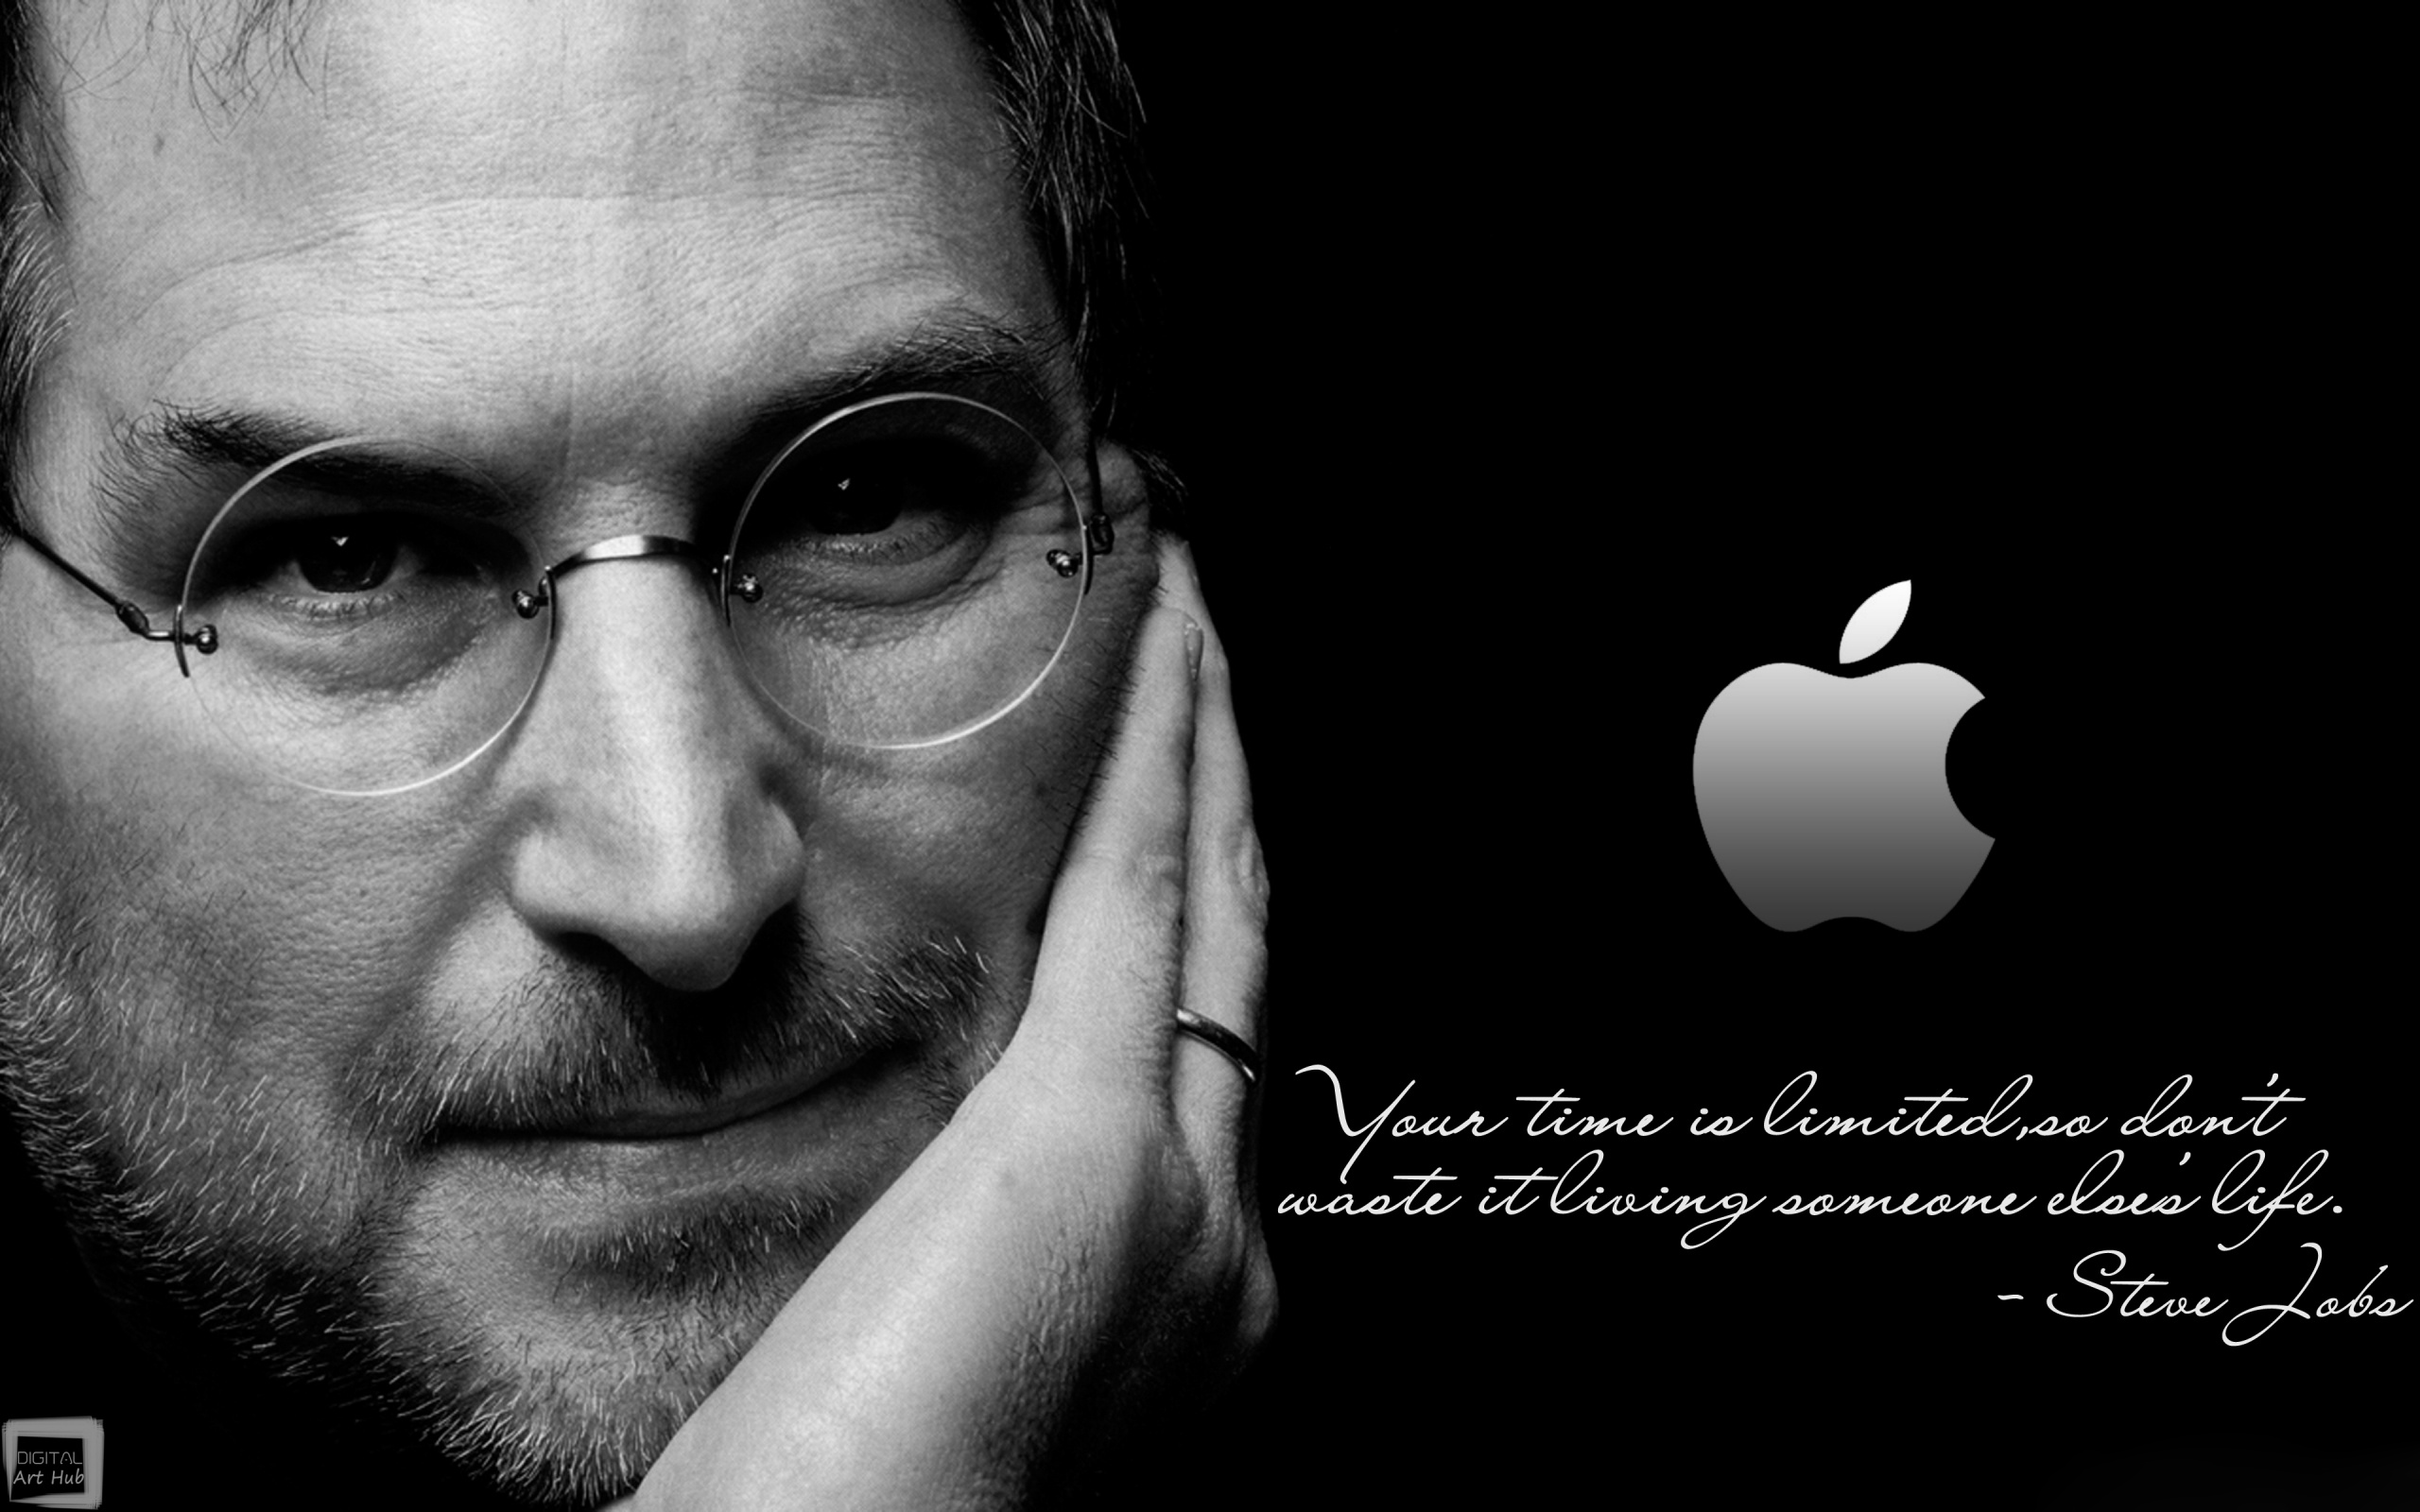 Your time is limited,so don't
waste it living someone else's life.
- Steve Jobs
DIGITAL
Art Hub